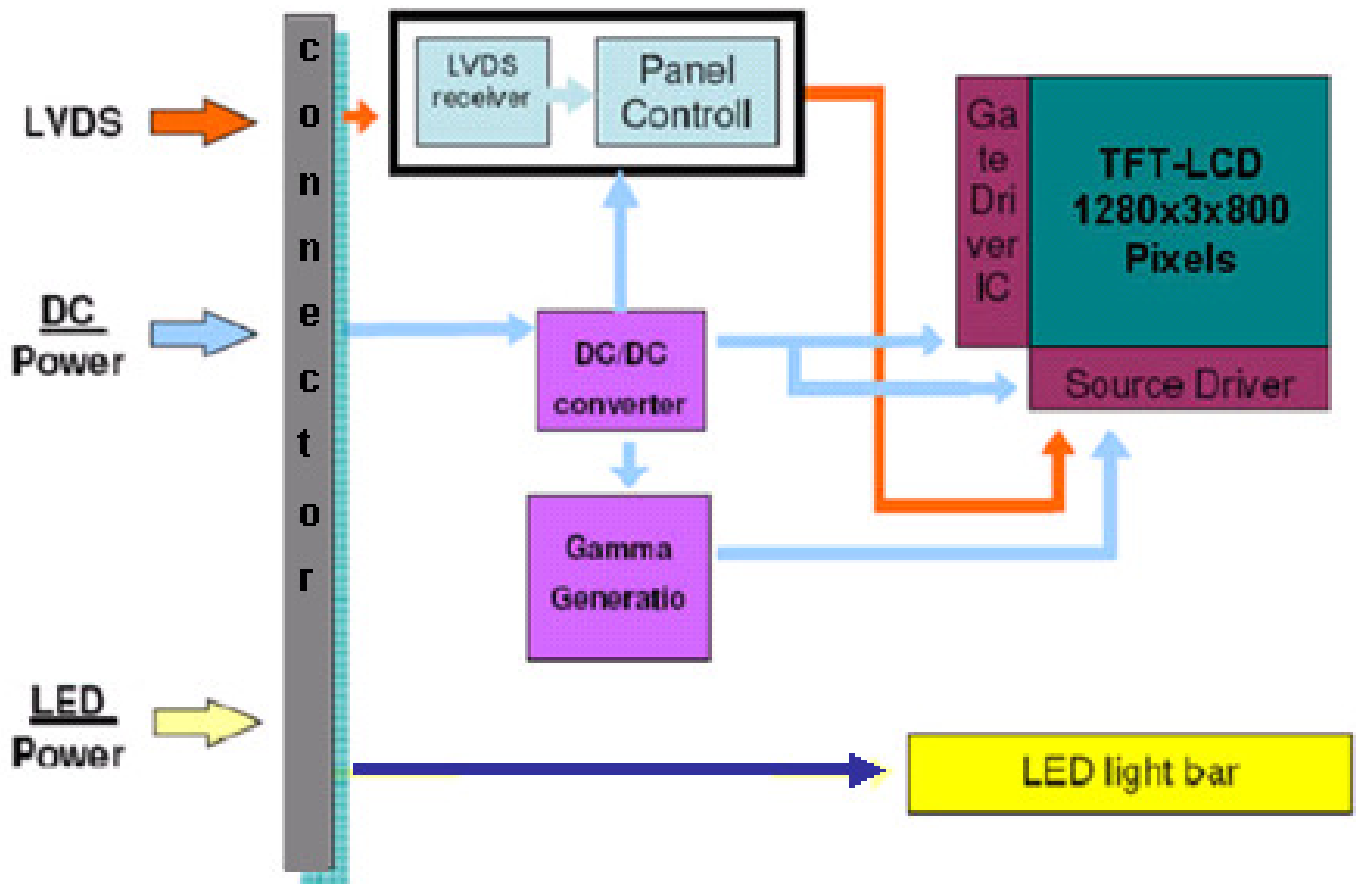 connector
LVDS
receiver
Panel
Controll
LVDS
Ga
te
Dri
ver
IC
TFT-LCD
1280x3x800
Pixels
DC
Power
DC/DC
converter
Source Driver
Gamma
Generatio
LED
Power
LED light bar